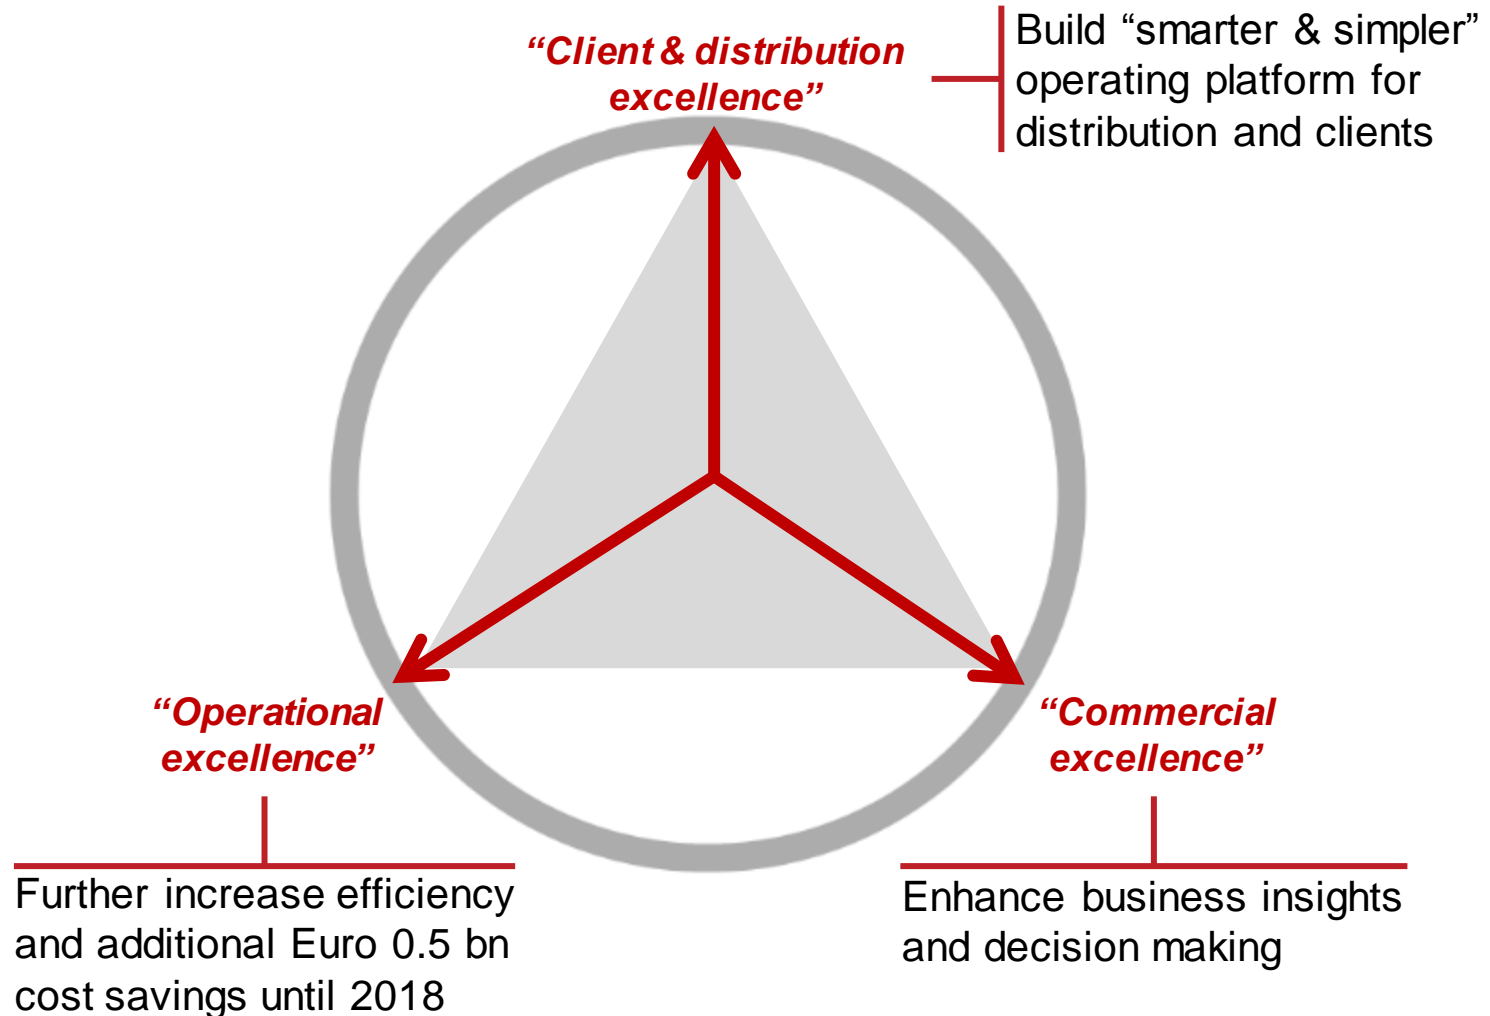 “Client & distribution
excellence”
Build “smarter & simpler”
operating platform for
distribution and clients
“Operational
excellence”
Further increase efficiency
and additional Euro 0.5 bn
cost savings until 2018
“Commercial
excellence”
Enhance business insights
and decision making